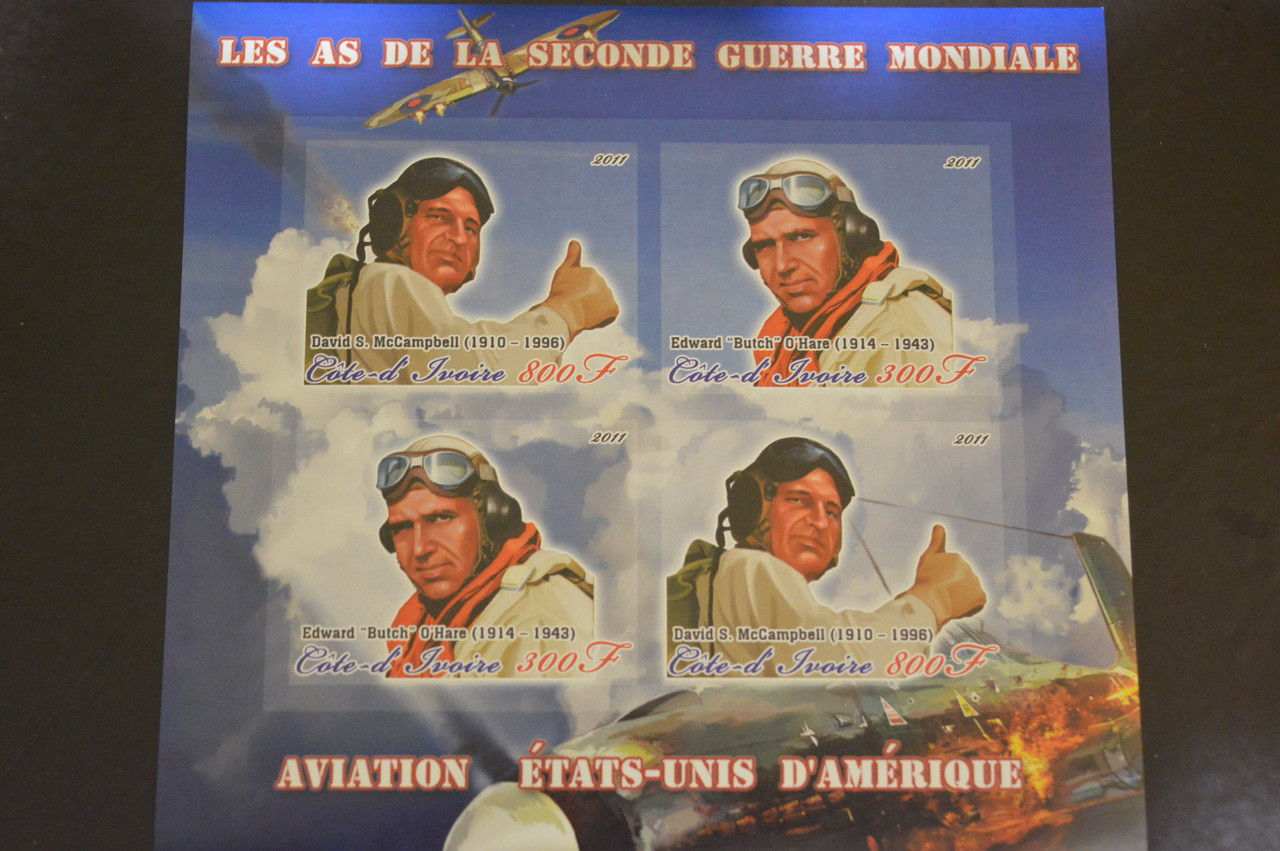 LES AS DE LA SECONDE GUERRE MONDIALE
2011
David S. McCampbell (1910 – 1996)
Côte-d' Ivoire 800F
2011
Edward "Butch" O'Hare (1914 – 1943)
Côte-d' Ivoire 300F
2011
Edward "Butch" O'Hare (1914 – 1943)
Côte-d' Ivoire 300F
2011
David S. McCampbell (1910 – 1996)
Côte-d' Ivoire 800F
AVIATION ÉTATS-UNIS D'AMÉRIQUE